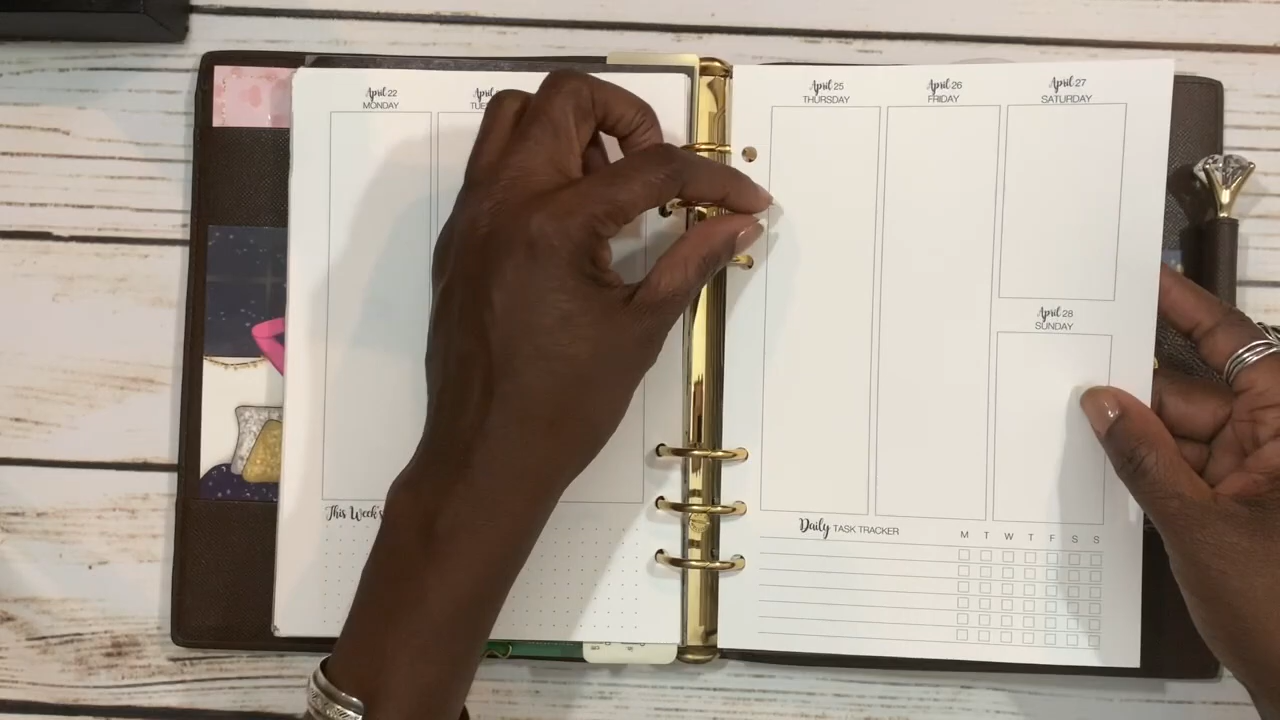 April 22
MONDAY
April
TUE
This Week's
April 25
THURSDAY
April 26
FRIDAY
April 27
SATURDAY
April 28
SUNDAY
Daily TASK TRACKER
M T W T F S S